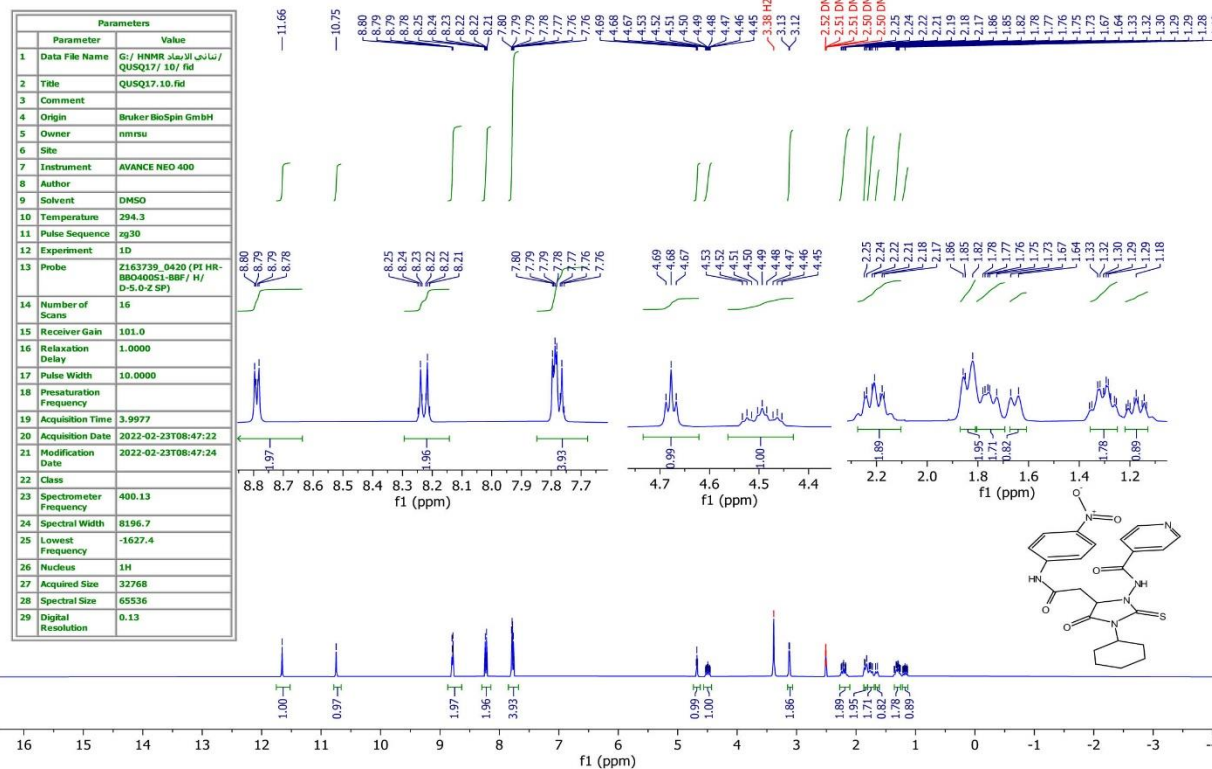 Parameters
Parameter Value
1 Data File Name G:/ HNMR ثنائي الابعاد/ QUSQ17/ 10/ fid
2 Title QUSQ17.10.fid
3 Comment
4 Origin Bruker BioSpin GmbH
5 Owner nmrsu
6 Site
7 Instrument AVANCE NEO 400
8 Author
9 Solvent DMSO
10 Temperature 294.3
11 Pulse Sequence zg30
12 Experiment 1D
13 Probe Z163739_0420 (PI HR-BBO400S1-BBF/ H/ D-5.0-Z SP)
14 Number of Scans 16
15 Receiver Gain 101.0
16 Relaxation Delay 1.0000
17 Pulse Width 10.0000
18 Presaturation Frequency
19 Acquisition Time 3.9977
20 Acquisition Date 2022-02-23T08:47:22
21 Modification Date 2022-02-23T08:47:24
22 Class
23 Spectrometer Frequency 400.13
24 Spectral Width 8196.7
25 Lowest Frequency -1627.4
26 Nucleus 1H
27 Acquired Size 32768
28 Spectral Size 65536
29 Digital Resolution 0.13
11.66
10.75
8.80 8.79 8.79 8.78 8.25 8.24 8.23 8.22 8.22 8.21 7.80 7.79 7.79 7.78 7.77 7.76 7.76
4.69 4.68 4.67 4.53 4.52 4.51 4.50 4.49 4.48 4.47 4.46 4.45
3.38 H2
3.13 3.12
2.52 DM 2.51 DM 2.51 DM 2.50 DM 2.50 DM
2.25 2.24 2.22 2.22 2.21 2.19 2.18 2.17 1.86 1.85 1.82 1.78 1.77 1.76 1.75 1.73 1.67 1.64 1.33 1.32 1.30 1.29 1.29 1.28
8.80 8.79 8.79 8.78
8.25 8.24 8.23 8.22 8.22 8.21
7.80 7.79 7.79 7.78 7.77 7.76 7.76
4.69 4.68 4.67
4.53 4.52 4.51 4.50 4.49 4.48 4.47 4.46 4.45
2.25 2.24 2.22 2.21 2.18 2.17
1.86 1.85 1.82 1.78 1.77 1.76 1.75 1.73 1.67 1.64
1.33 1.32 1.30 1.29 1.29 1.18
1.97 1.96 3.93
0.99 1.00
1.89 1.95 1.71 0.82 1.78 0.89
8.8 8.7 8.6 8.5 8.4 8.3 8.2 8.1 8.0 7.9 7.8 7.7
f1 (ppm)
4.7 4.6 4.5 4.4
f1 (ppm)
2.2 2.0 1.8 1.6 1.4 1.2
f1 (ppm)
O-
N+
O
N
O
NH
NH
O
N
S
O
N
1.00 0.97 1.97 1.96 3.93 0.99 1.00 1.86 1.89 1.95 1.71 0.82 1.78 0.89
16 15 14 13 12 11 10 9 8 7 6 5 4 3 2 1 0 -1 -2 -3
f1 (ppm)